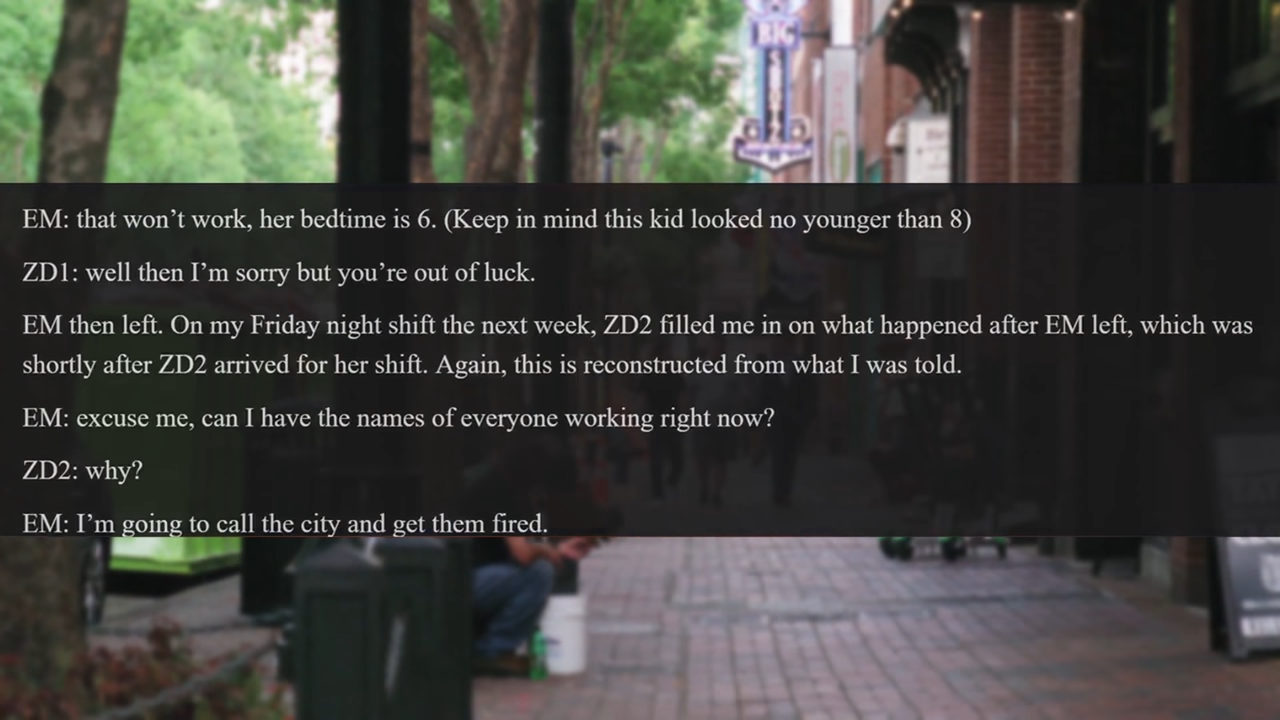 BIG
EM: that won’t work, her bedtime is 6. (Keep in mind this kid looked no younger than 8)
ZD1: well then I’m sorry but you’re out of luck.
EM then left. On my Friday night shift the next week, ZD2 filled me in on what happened after EM left, which was
shortly after ZD2 arrived for her shift. Again, this is reconstructed from what I was told.
EM: excuse me, can I have the names of everyone working right now?
ZD2: why?
EM: I’m going to call the city and get them fired.